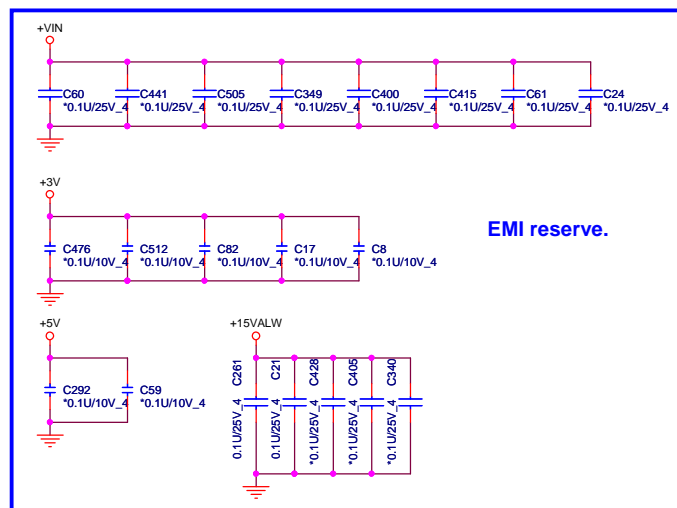 +VIN
C60 C441 C505 C349 C400 C415 C61 C24
*0.1U/25V_4 *0.1U/25V_4 *0.1U/25V_4 *0.1U/25V_4 *0.1U/25V_4 *0.1U/25V_4 *0.1U/25V_4 *0.1U/25V_4
+3V
EMI reserve.
C476 C512 C82 C17 C8
*0.1U/10V_4 *0.1U/10V_4 *0.1U/10V_4 *0.1U/10V_4 *0.1U/10V_4
+5V
C292 C59
*0.1U/10V_4 *0.1U/10V_4
+15VALW
C261
0.1U/25V_4
C21
0.1U/25V_4
C428
*0.1U/25V_4
C405
*0.1U/25V_4
C340
*0.1U/25V_4